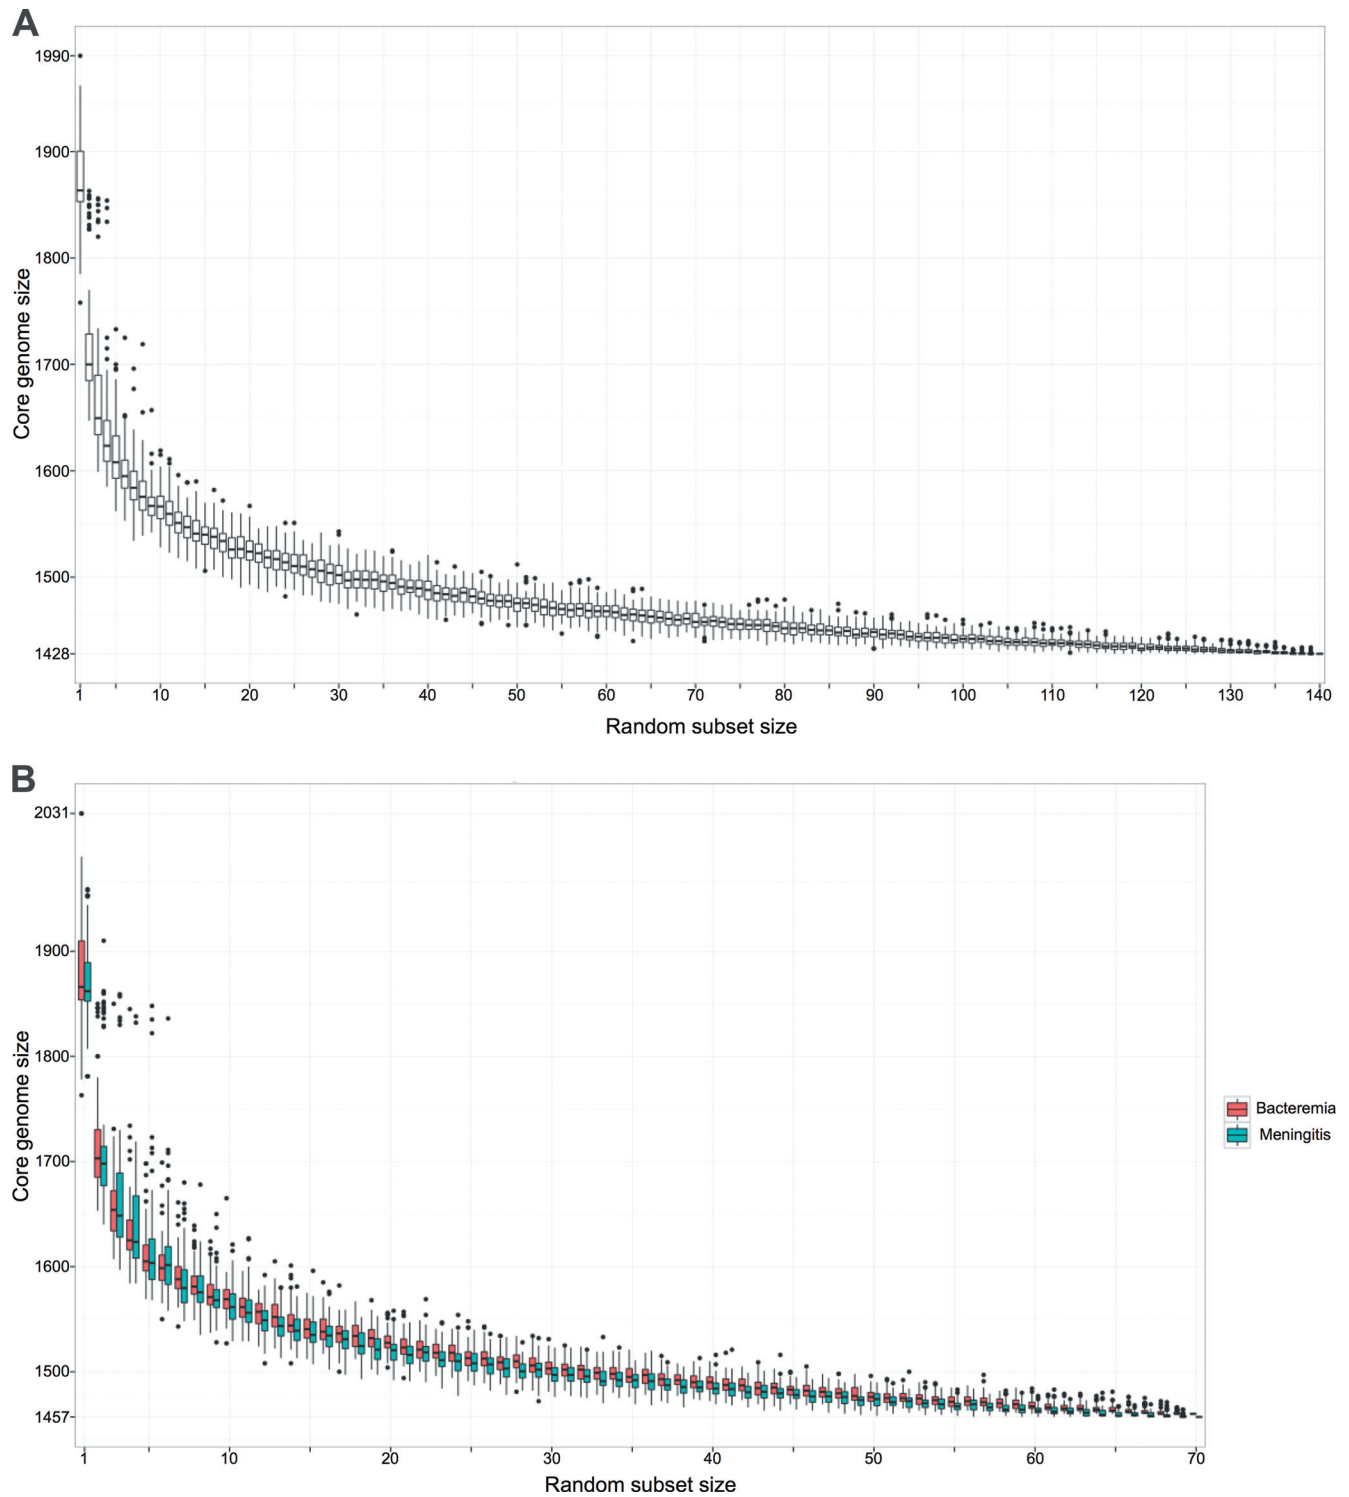 A
1990
1900
1800
1700
1600
1500
1428
Core genome size
1 10 20 30 40 50 60 70 80 90 100 110 120 130 140
Random subset size
B
2031
1900
1800
1700
1600
1500
1457
Core genome size
1 10 20 30 40 50 60 70
Random subset size
Bacteremia
Meningitis